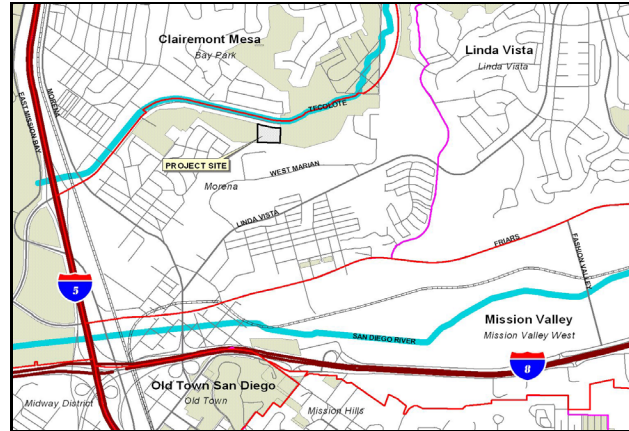 Clairemont Mesa
Bay Park
Linda Vista
Linda Vista
MORENA
EAST MISSION BAY
TECOLOTE
PROJECT SITE
WEST MARIAN
Morena
LINDA VISTA
FRIARS
FASHION VALLEY
5
SAN DIEGO RIVER
Mission Valley
Mission Valley West
8
Old Town San Diego
Old Town
Midway District
Mission Hills